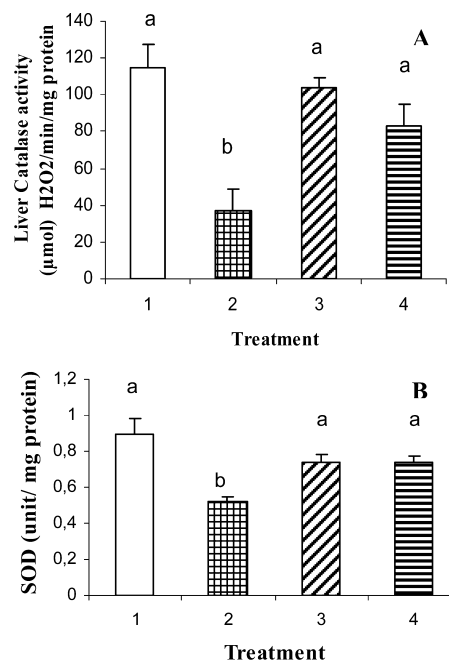 A
Liver Catalase activity
(µmol) H2O2/min/mg protein
140
120
100
80
60
40
20
0
a
b
a
a
1 2 3 4
Treatment
B
SOD (unit/ mg protein)
1,2
1
0,8
0,6
0,4
0,2
0
a
b
a
a
1 2 3 4
Treatment